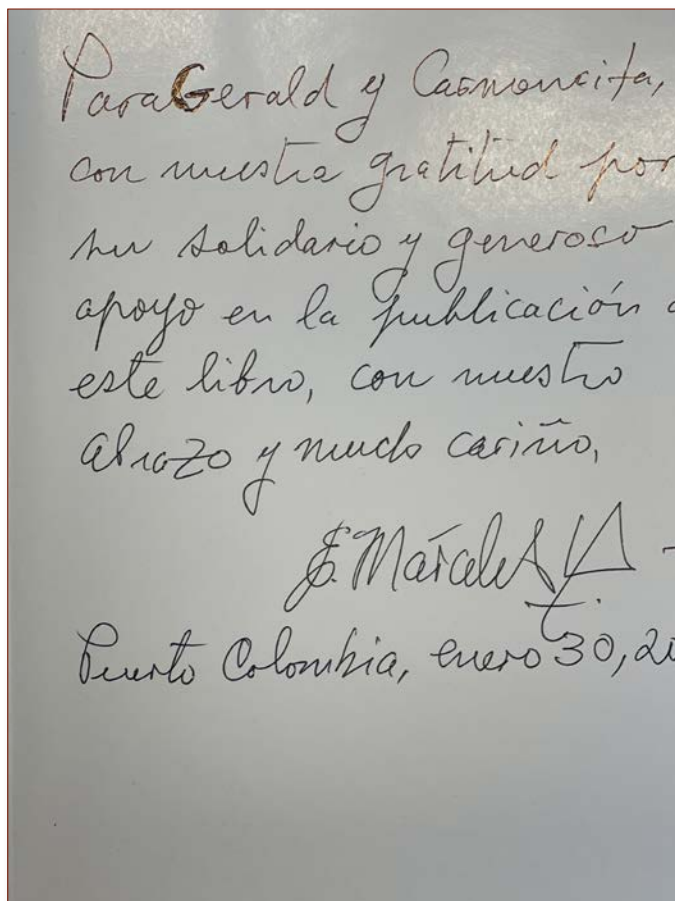 Para Gerald y Carmencita,
con nuestra gratitud por
su solidario y generoso
apoyo en la publicación
este libro, con nuestro
abrazo y mucho cariño,
Puerto Colombia, enero 30, 20